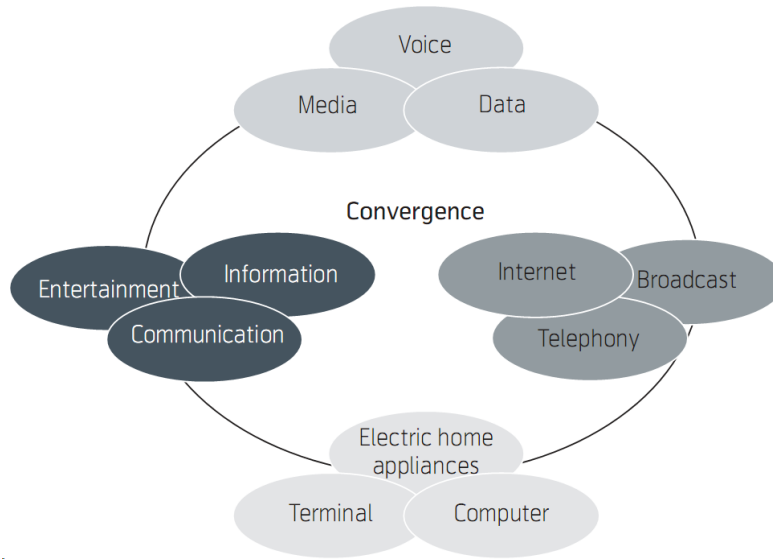 Voice
Media
Data
Convergence
Entertainment
Information
Communication
Internet
Broadcast
Telephony
Electric home
appliances
Terminal
Computer